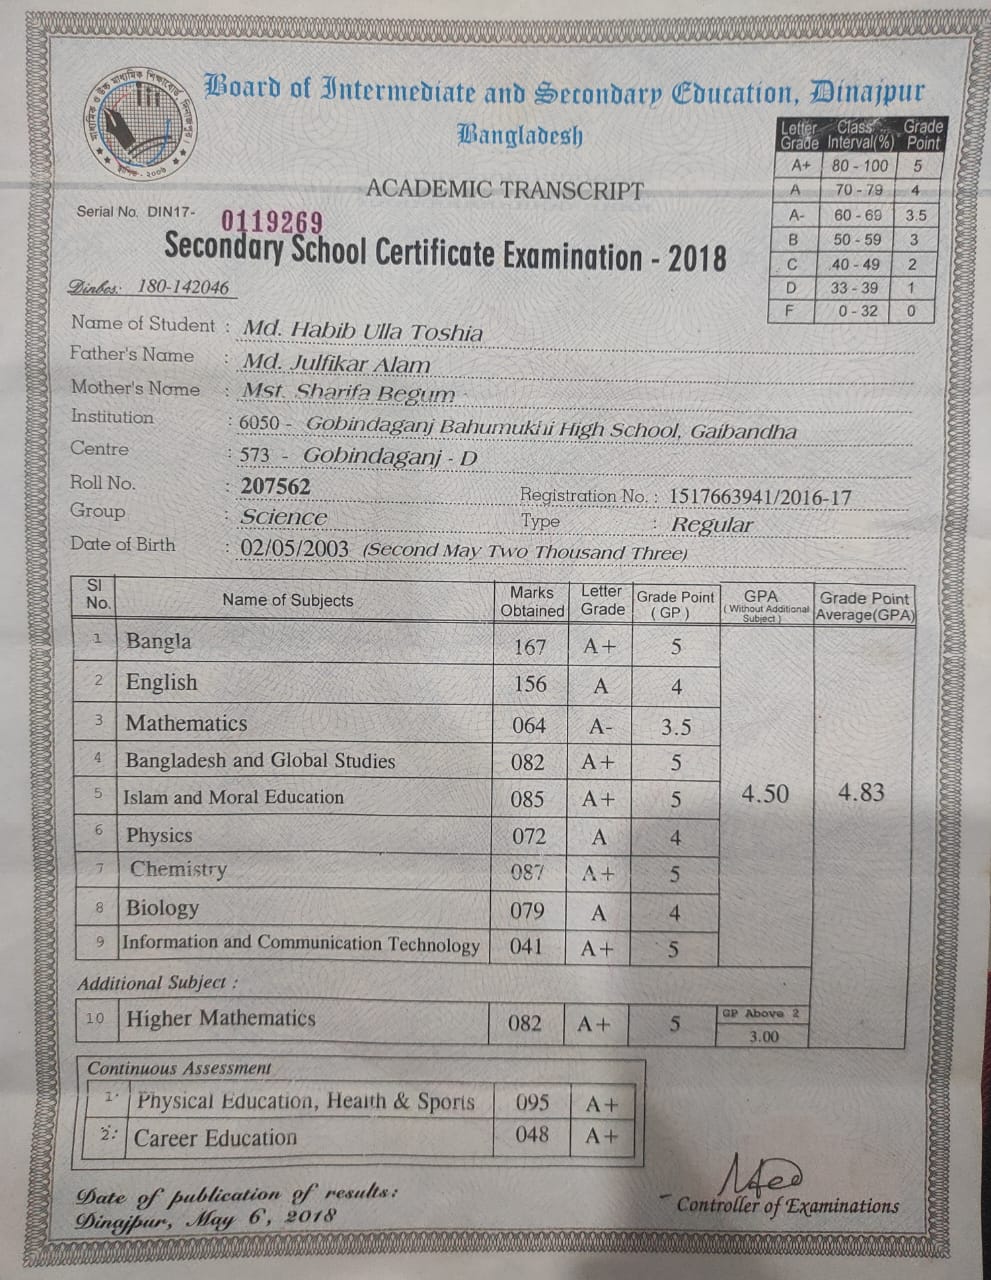 Board of Intermediate and Secondary Education, Dinajpur
Bangladesh
ACADEMIC TRANSCRIPT
Letter Grade Class Interval(%) Grade Point
A+ 80 - 100 5
A 70 - 79 4
A- 60 - 69 3.5
B 50 - 59 3
C 40 - 49 2
D 33 - 39 1
F 0 - 32 0
Serial No. DIN17- 0119269
Secondary School Certificate Examination - 2018
Dinbos: 180-142046
Name of Student : Md. Habib Ulla Toshia
Father's Name : Md. Julfikar Alam
Mother's Name : Mst. Sharifa Begum
Institution : 6050 - Gobindaganj Bahumukhi High School, Gaibandha
Centre : 573 - Gobindaganj - D
Roll No. : 207562 Registration No. : 1517663941/2016-17
Group : Science Type : Regular
Date of Birth : 02/05/2003 (Second May Two Thousand Three)
Sl No. Name of Subjects Marks Obtained Letter Grade Grade Point (GP) GPA (Without Additional Subject) Grade Point Average(GPA)
1 Bangla 167 A+ 5
2 English 156 A 4
3 Mathematics 064 A- 3.5
4 Bangladesh and Global Studies 082 A+ 5
5 Islam and Moral Education 085 A+ 5 4.50 4.83
6 Physics 072 A 4
7 Chemistry 087 A+ 5
8 Biology 079 A 4
9 Information and Communication Technology 041 A+ 5
Additional Subject :
10 Higher Mathematics 082 A+ 5 GP Above 2 3.00
Continuous Assessment
1. Physical Education, Health & Sports 095 A+
2. Career Education 048 A+
Date of publication of results:
Dinajpur, May 6, 2018
Controller of Examinations